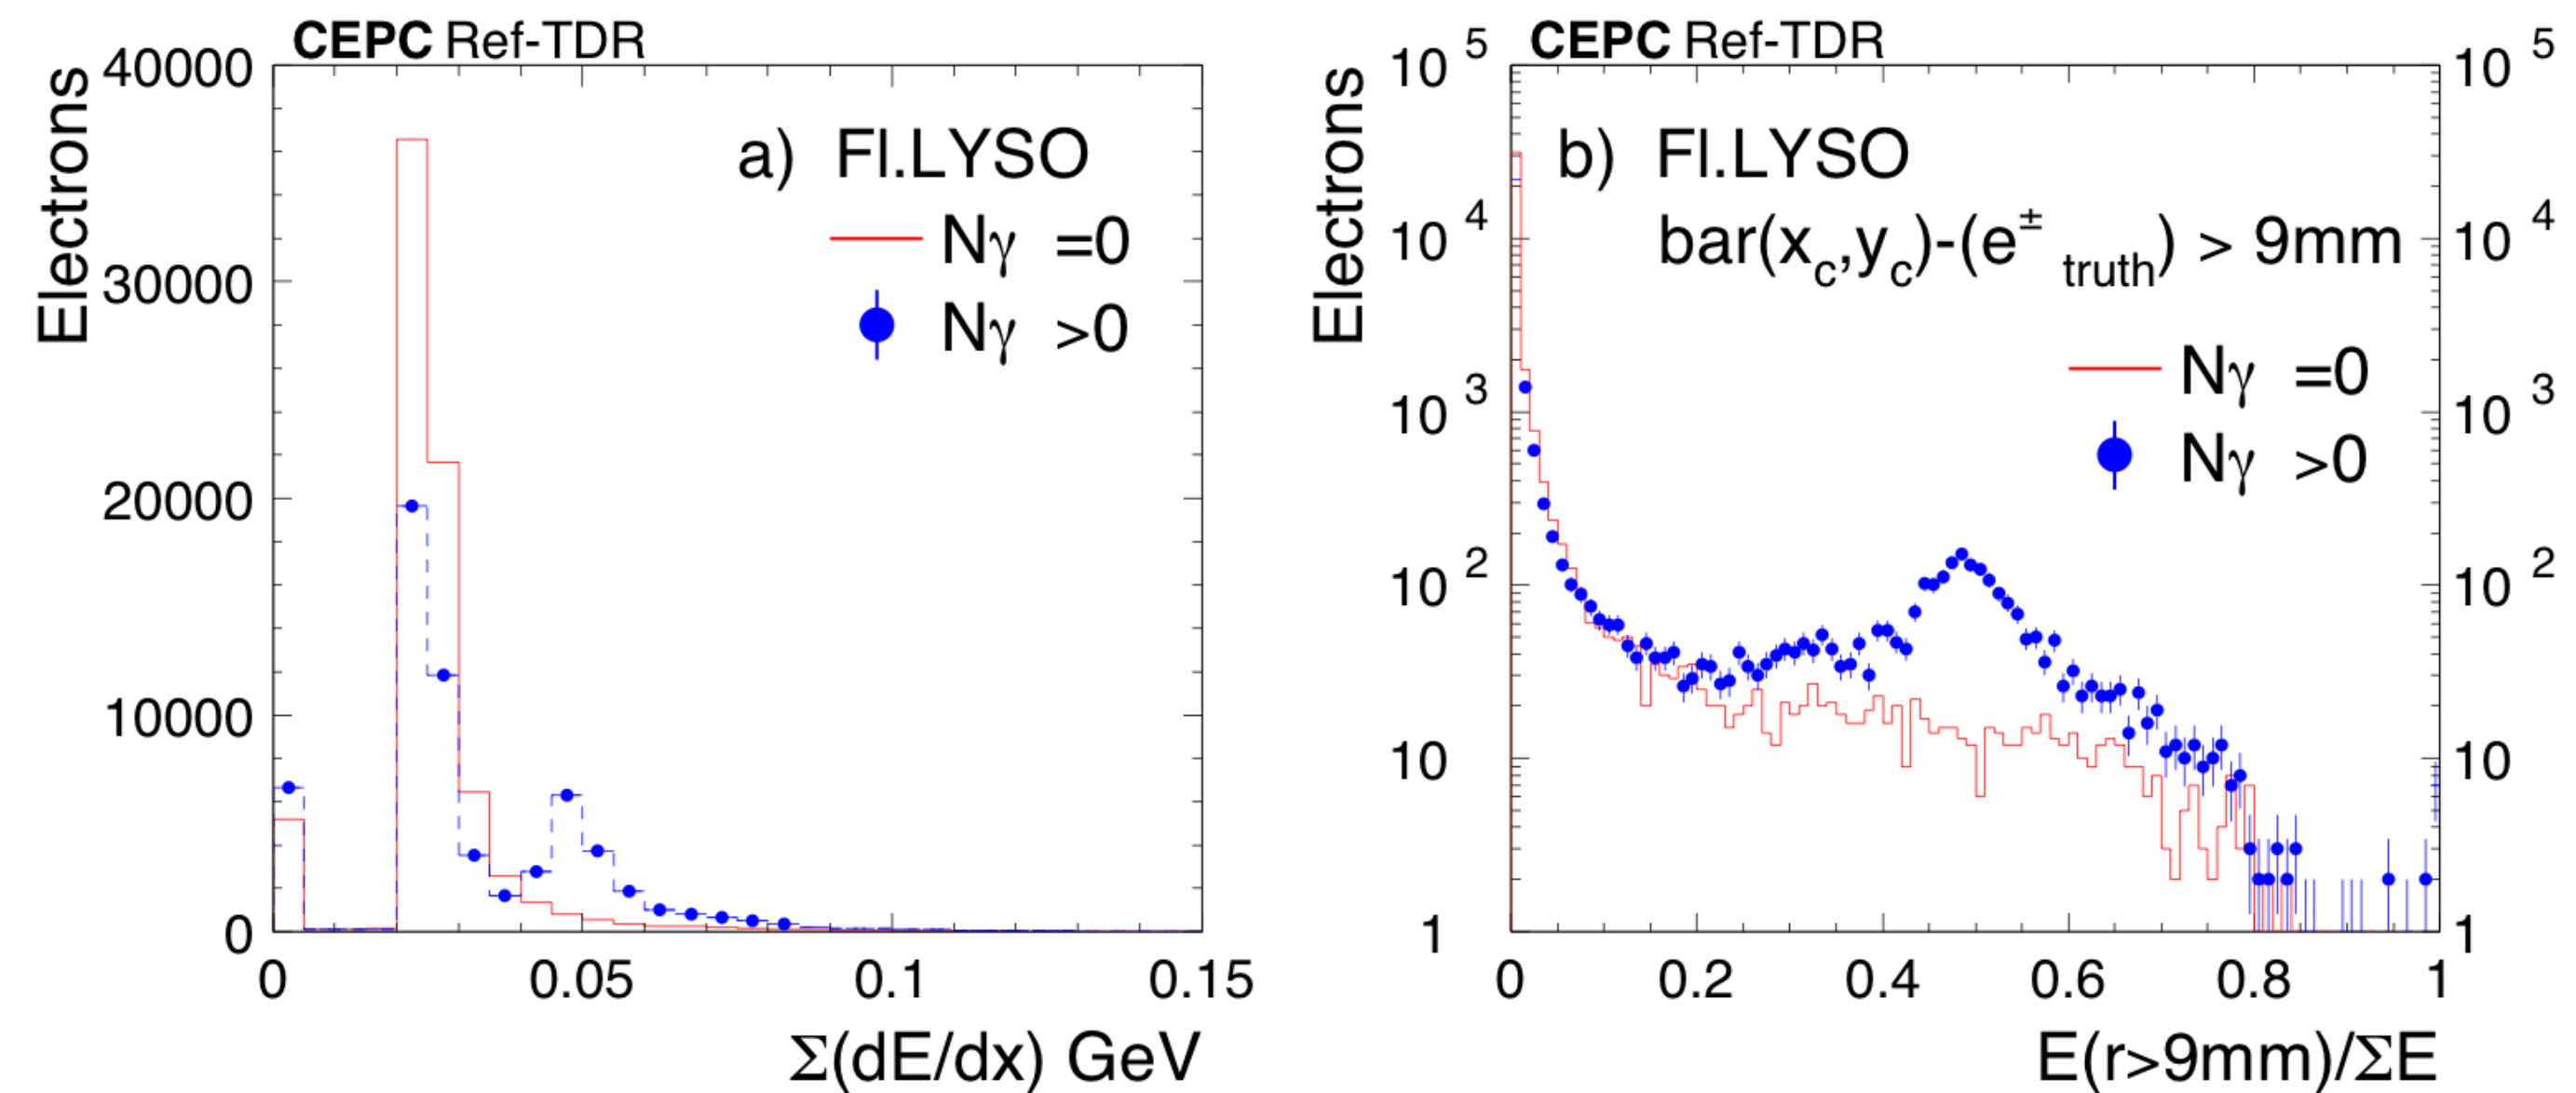 CEPC Ref-TDR
Electrons
40000
30000
20000
10000
0
a) Fl.LYSO
Nγ =0
Nγ >0
0 0.05 0.1 0.15
Σ(dE/dx) GeV
CEPC Ref-TDR
Electrons
10^5
10^4
10^3
10^2
10
1
b) Fl.LYSO
bar(x_c,y_c)-(e^±_truth) > 9mm
Nγ =0
Nγ >0
10^5
10^4
10^3
10^2
10
1
0 0.2 0.4 0.6 0.8 1
E(r>9mm)/ΣE